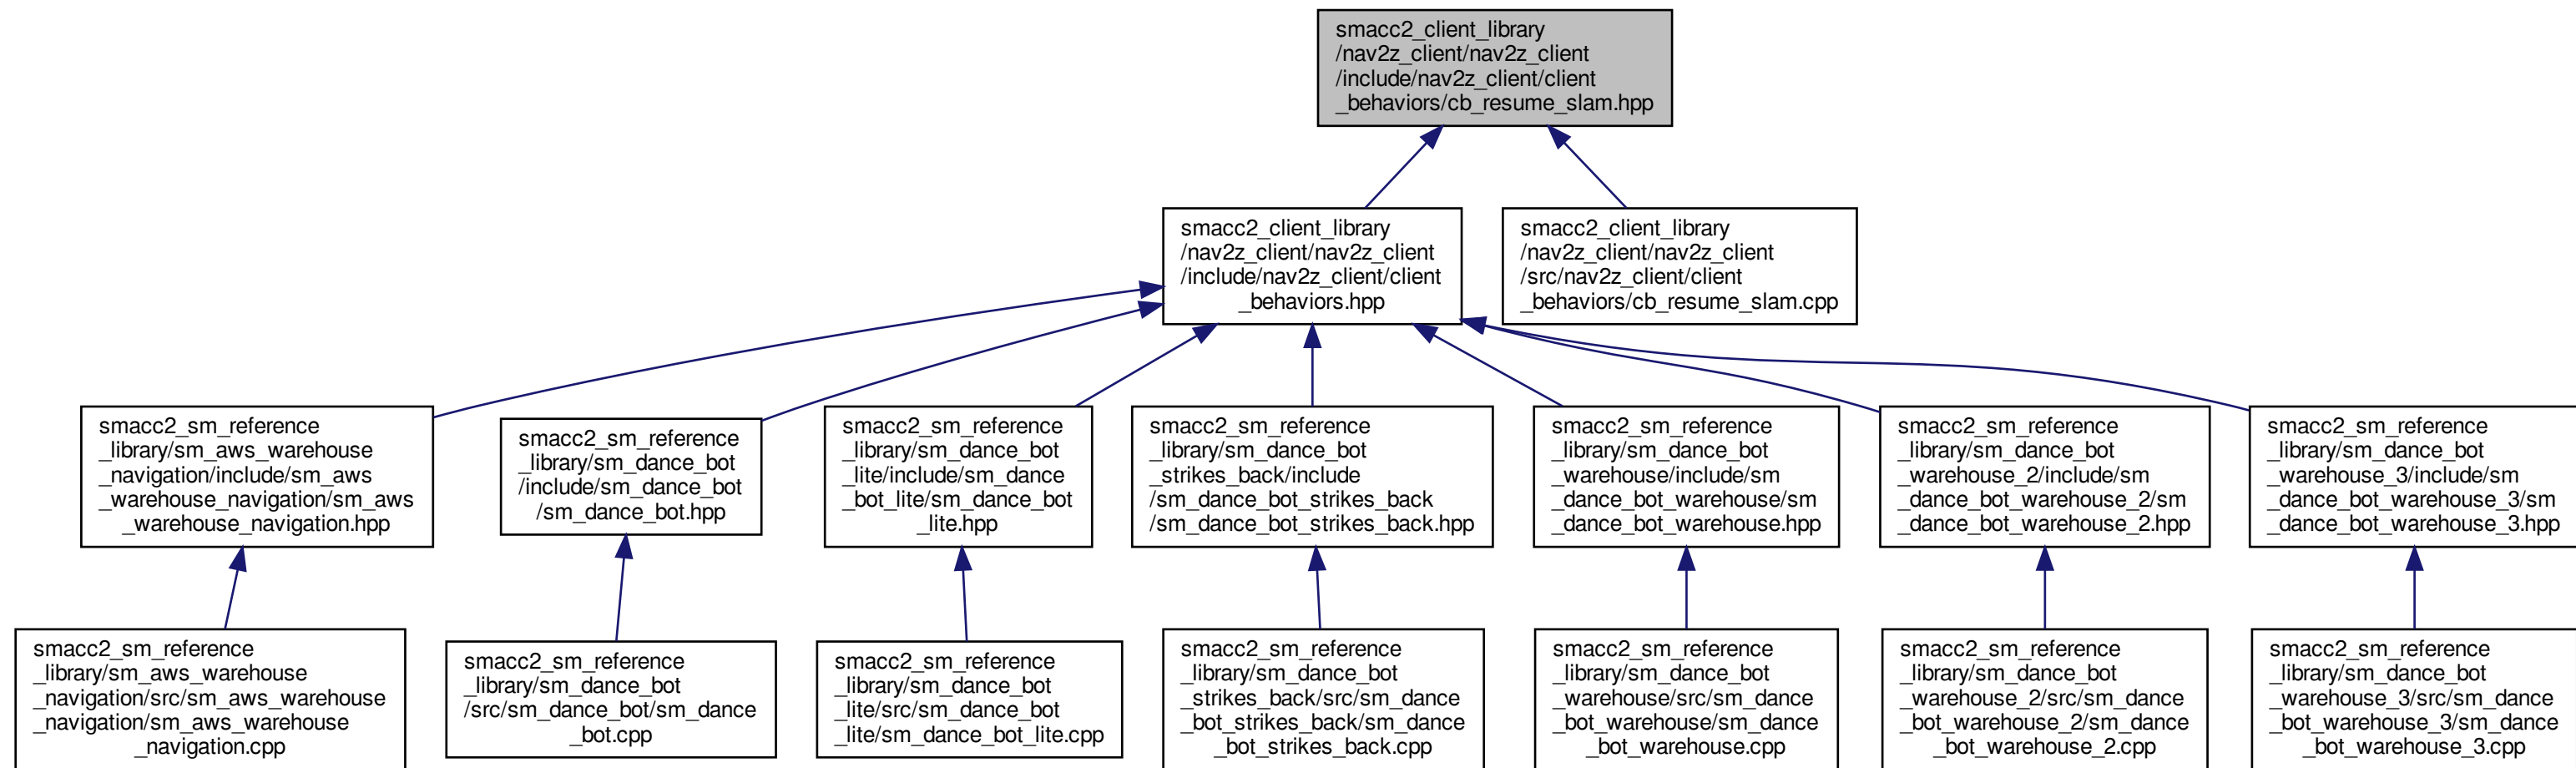 smacc2_client_library
/nav2z_client/nav2z_client
/include/nav2z_client/client
_behaviors/cb_resume_slam.hpp
smacc2_client_library
/nav2z_client/nav2z_client
/include/nav2z_client/client
_behaviors.hpp
smacc2_client_library
/nav2z_client/nav2z_client
/src/nav2z_client/client
_behaviors/cb_resume_slam.cpp
smacc2_sm_reference
_library/sm_aws_warehouse
_navigation/include/sm_aws
_warehouse_navigation/sm_aws
_warehouse_navigation.hpp
smacc2_sm_reference
_library/sm_dance_bot
/include/sm_dance_bot
/sm_dance_bot.hpp
smacc2_sm_reference
_library/sm_dance_bot
_lite/include/sm_dance
_bot_lite/sm_dance_bot
_lite.hpp
smacc2_sm_reference
_library/sm_dance_bot
_strikes_back/include
/sm_dance_bot_strikes_back
/sm_dance_bot_strikes_back.hpp
smacc2_sm_reference
_library/sm_dance_bot
_warehouse/include/sm
_dance_bot_warehouse/sm
_dance_bot_warehouse.hpp
smacc2_sm_reference
_library/sm_dance_bot
_warehouse_2/include/sm
_dance_bot_warehouse_2/sm
_dance_bot_warehouse_2.hpp
smacc2_sm_reference
_library/sm_dance_bot
_warehouse_3/include/sm
_dance_bot_warehouse_3/sm
_dance_bot_warehouse_3.hpp
smacc2_sm_reference
_library/sm_aws_warehouse
_navigation/src/sm_aws_warehouse
_navigation/sm_aws_warehouse
_navigation.cpp
smacc2_sm_reference
_library/sm_dance_bot
/src/sm_dance_bot/sm_dance
_bot.cpp
smacc2_sm_reference
_library/sm_dance_bot
_lite/src/sm_dance_bot
_lite/sm_dance_bot_lite.cpp
smacc2_sm_reference
_library/sm_dance_bot
_strikes_back/src/sm_dance
_bot_strikes_back/sm_dance
_bot_strikes_back.cpp
smacc2_sm_reference
_library/sm_dance_bot
_warehouse/src/sm_dance
_bot_warehouse/sm_dance
_bot_warehouse.cpp
smacc2_sm_reference
_library/sm_dance_bot
_warehouse_2/src/sm_dance
_bot_warehouse_2/sm_dance
_bot_warehouse_2.cpp
smacc2_sm_reference
_library/sm_dance_bot
_warehouse_3/src/sm_dance
_bot_warehouse_3/sm_dance
_bot_warehouse_3.cpp